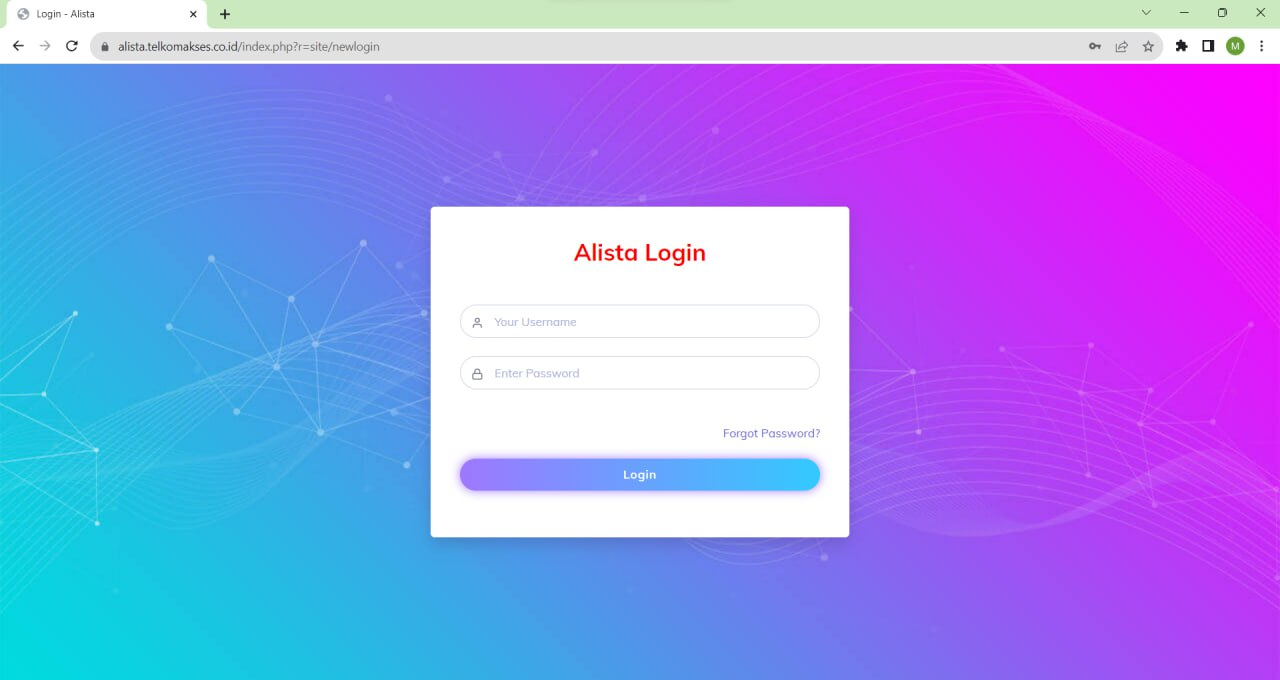 Login - Alista
alista.telkomakses.co.id/index.php?r=site/newlogin
M
Alista Login
Your Username
Enter Password
Forgot Password?
Login